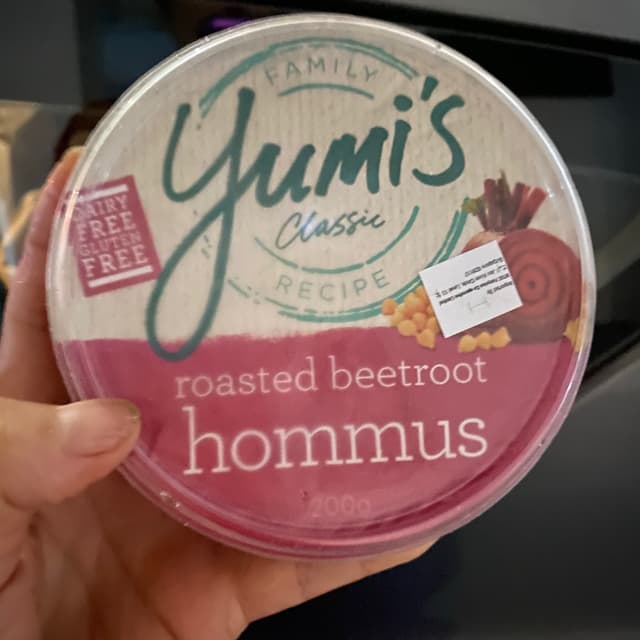 FAMILY
Yumi's
Classic
RECIPE
DAIRY
FREE
GLUTEN
FREE
roasted beetroot
hommus
200g